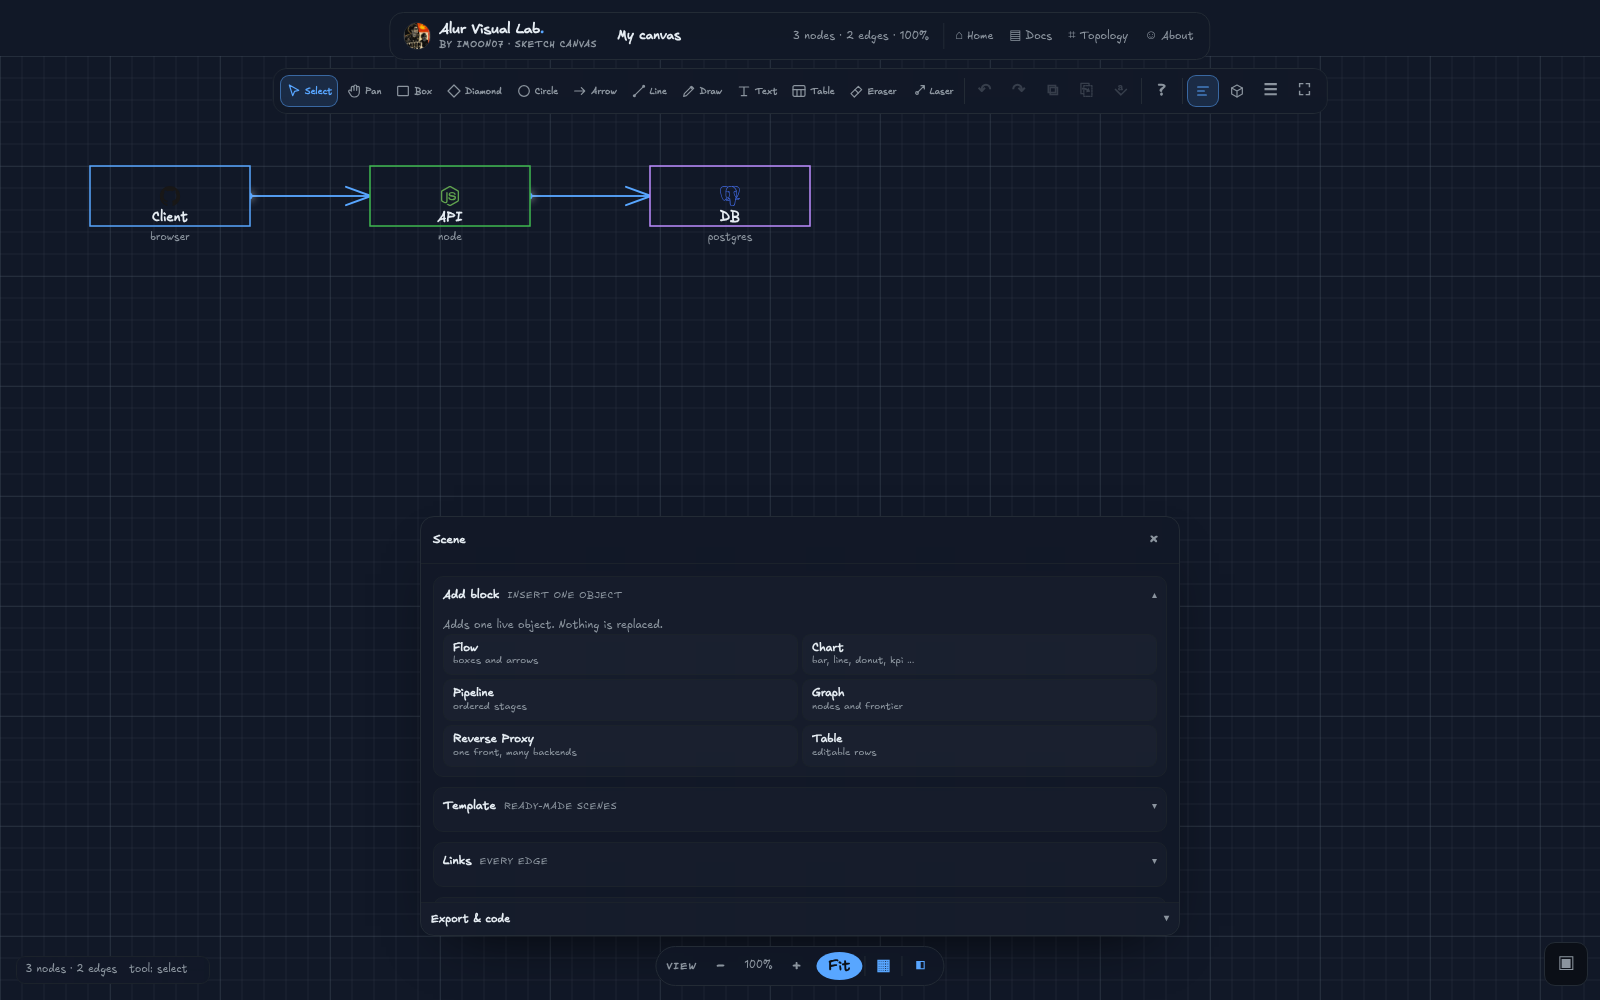 Alur Visual Lab.
BY IMOON07 · SKETCH CANVAS
My canvas
3 nodes · 2 edges · 100%
Home
Docs
Topology
About
Select
Pan
Box
Diamond
Circle
Arrow
Line
Draw
Text
Table
Eraser
Laser
?
Client
browser
JS
API
node
DB
postgres
Scene
Add block INSERT ONE OBJECT
Adds one live object. Nothing is replaced.
Flow
boxes and arrows
Chart
bar, line, donut, kpi ...
Pipeline
ordered stages
Graph
nodes and frontier
Reverse Proxy
one front, many backends
Table
editable rows
Template READY-MADE SCENES
Links EVERY EDGE
Export & code
VIEW − 100% + Fit
3 nodes · 2 edges tool: select